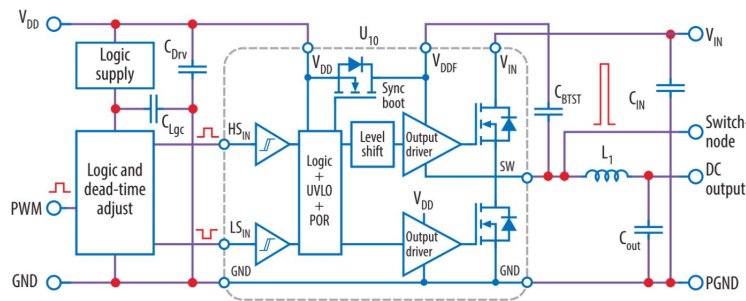 VDD
Logic
supply
CDrv
CLgc
Logic and
dead-time
adjust
PWM
GND
U10
VDD
VDDF
VIN
Sync
boot
HSIN
Logic
+
UVLO
+
POR
Level
shift
Output
driver
SW
LSIN
VDD
Output
driver
GND
GND
CBTST
CIN
VIN
Switch-
node
L1
DC
output
Cout
PGND